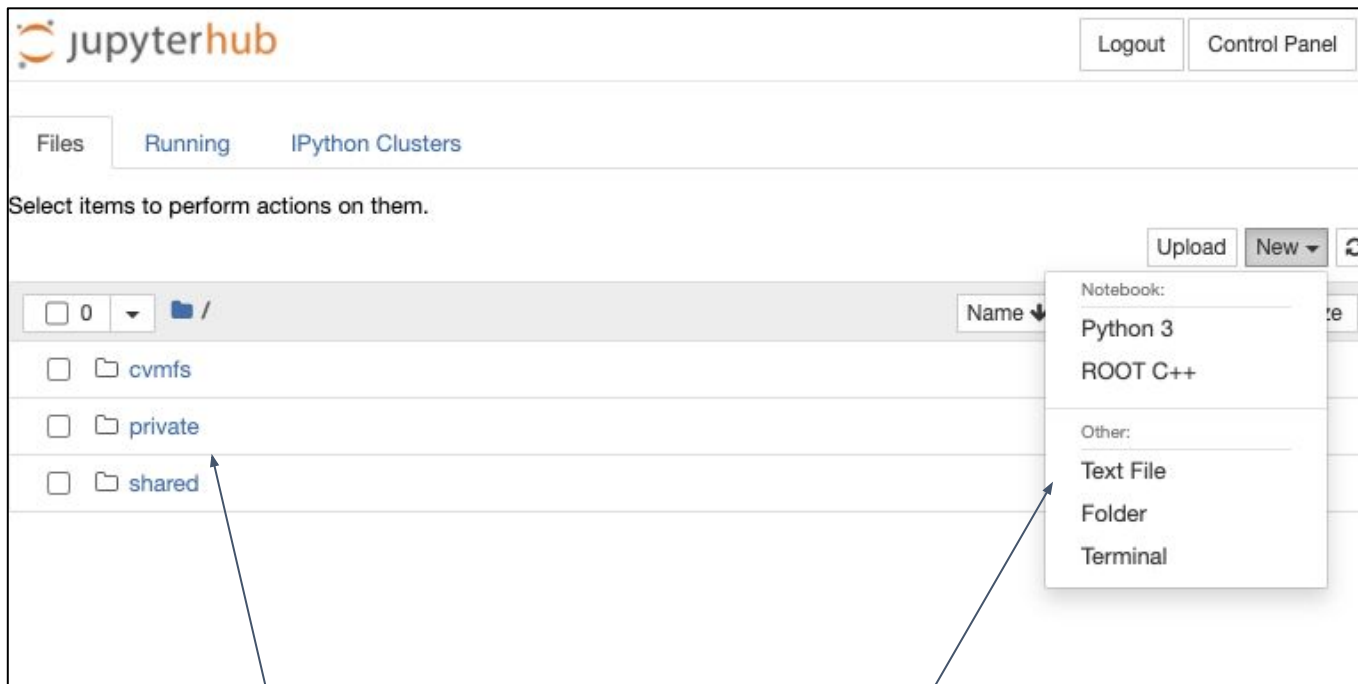 jupyterhub
Logout
Control Panel
Files
Running
IPython Clusters
Select items to perform actions on them.
Upload
New
0
/
Name
ze
Notebook:
Python 3
ROOT C++
Other:
Text File
Folder
Terminal
cvmfs
private
shared